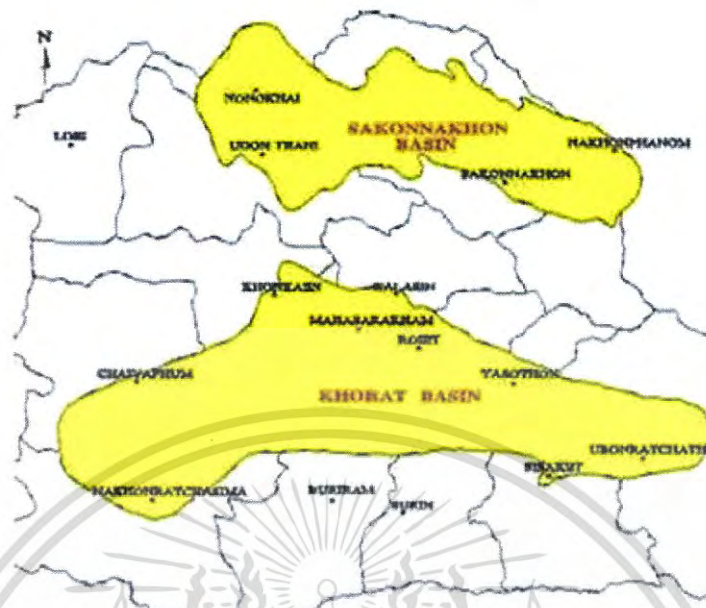 N
NONGKHAI
LOEI
UDON THANI
SAKONNAKHON
BASIN
NAKHONPHANOM
SAKONNAKHON
KHONKAEN
KALASIN
MAHASARAKHAM
ROIET
CHAIYAPHUM
YASOTHON
KHORAT BASIN
UBONRATCHATH
SISAKET
NAKHONRATCHASIMA
BURIRAM
SURIN